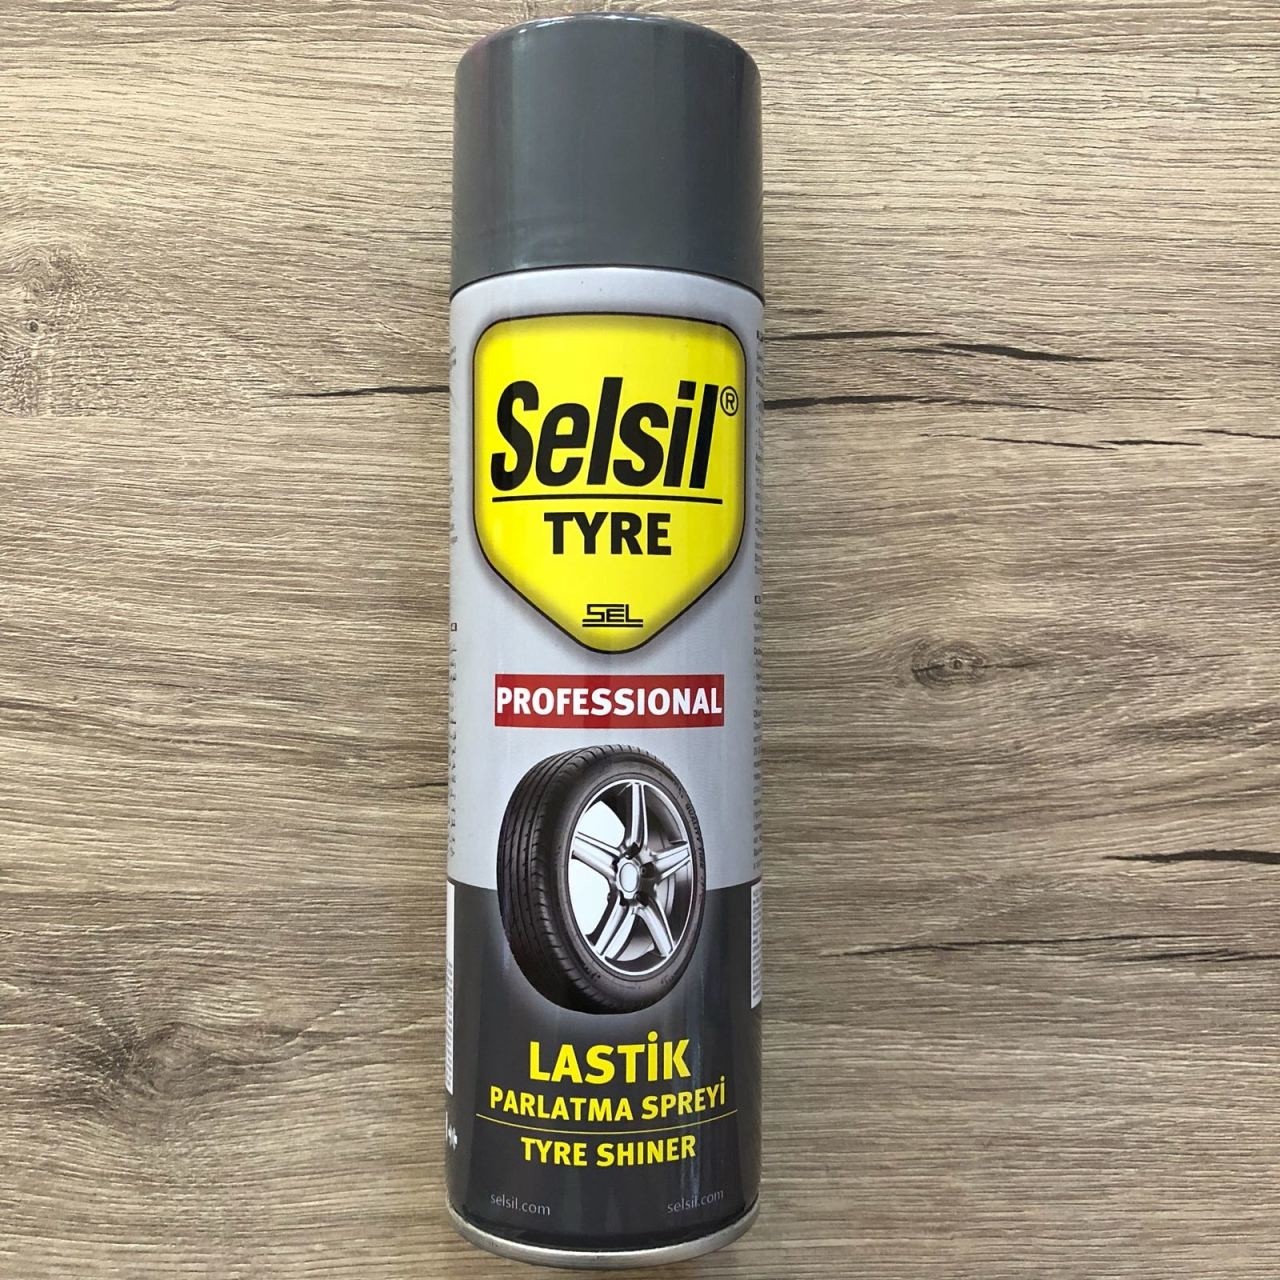 Selsil®
TYRE
SEL
PROFESSIONAL
LASTİK
PARLATMA SPREYİ
TYRE SHINER
selsil.com selsil.com